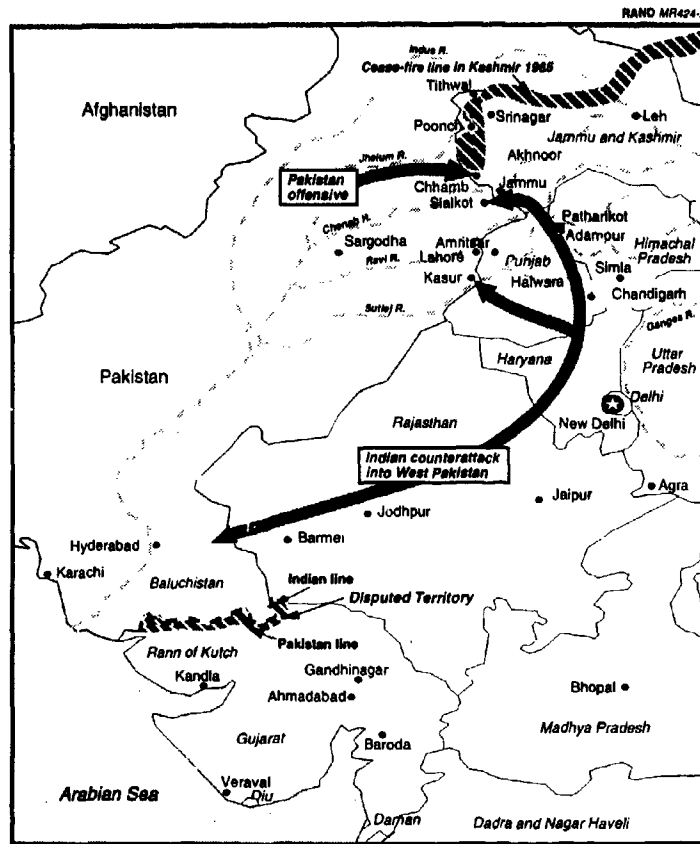 RAND MR424-
Indus R.
Cease-fire line in Kashmir 1965
Tithwal
Afghanistan
Srinagar
Leh
Poonch
Jammu and Kashmir
Akhnoor
Jhelum R.
Pakistan
offensive
Chhamb
Jammu
Sialkot
Chenab R.
Pathankot
Adampur
Sargodha
Amritsar
Himachal
Pradesh
Ravi R.
Lahore
Punjab
Simla
Kasur
Halwara
Chandigarh
Sutlej R.
Ganges R.
Haryana
Uttar
Pradesh
Pakistan
Delhi
Rajasthan
New Delhi
Indian counterattack
into West Pakistan
Agra
Jaipur
Jodhpur
Hyderabad
Barmer
Karachi
Baluchistan
Indian line
Disputed Territory
Pakistan line
Rann of Kutch
Gandhinagar
Kandla
Bhopal
Ahmadabad
Madhya Pradesh
Gujarat
Baroda
Veraval
Arabian Sea
Diu
Daman
Dadra and Nagar Haveli